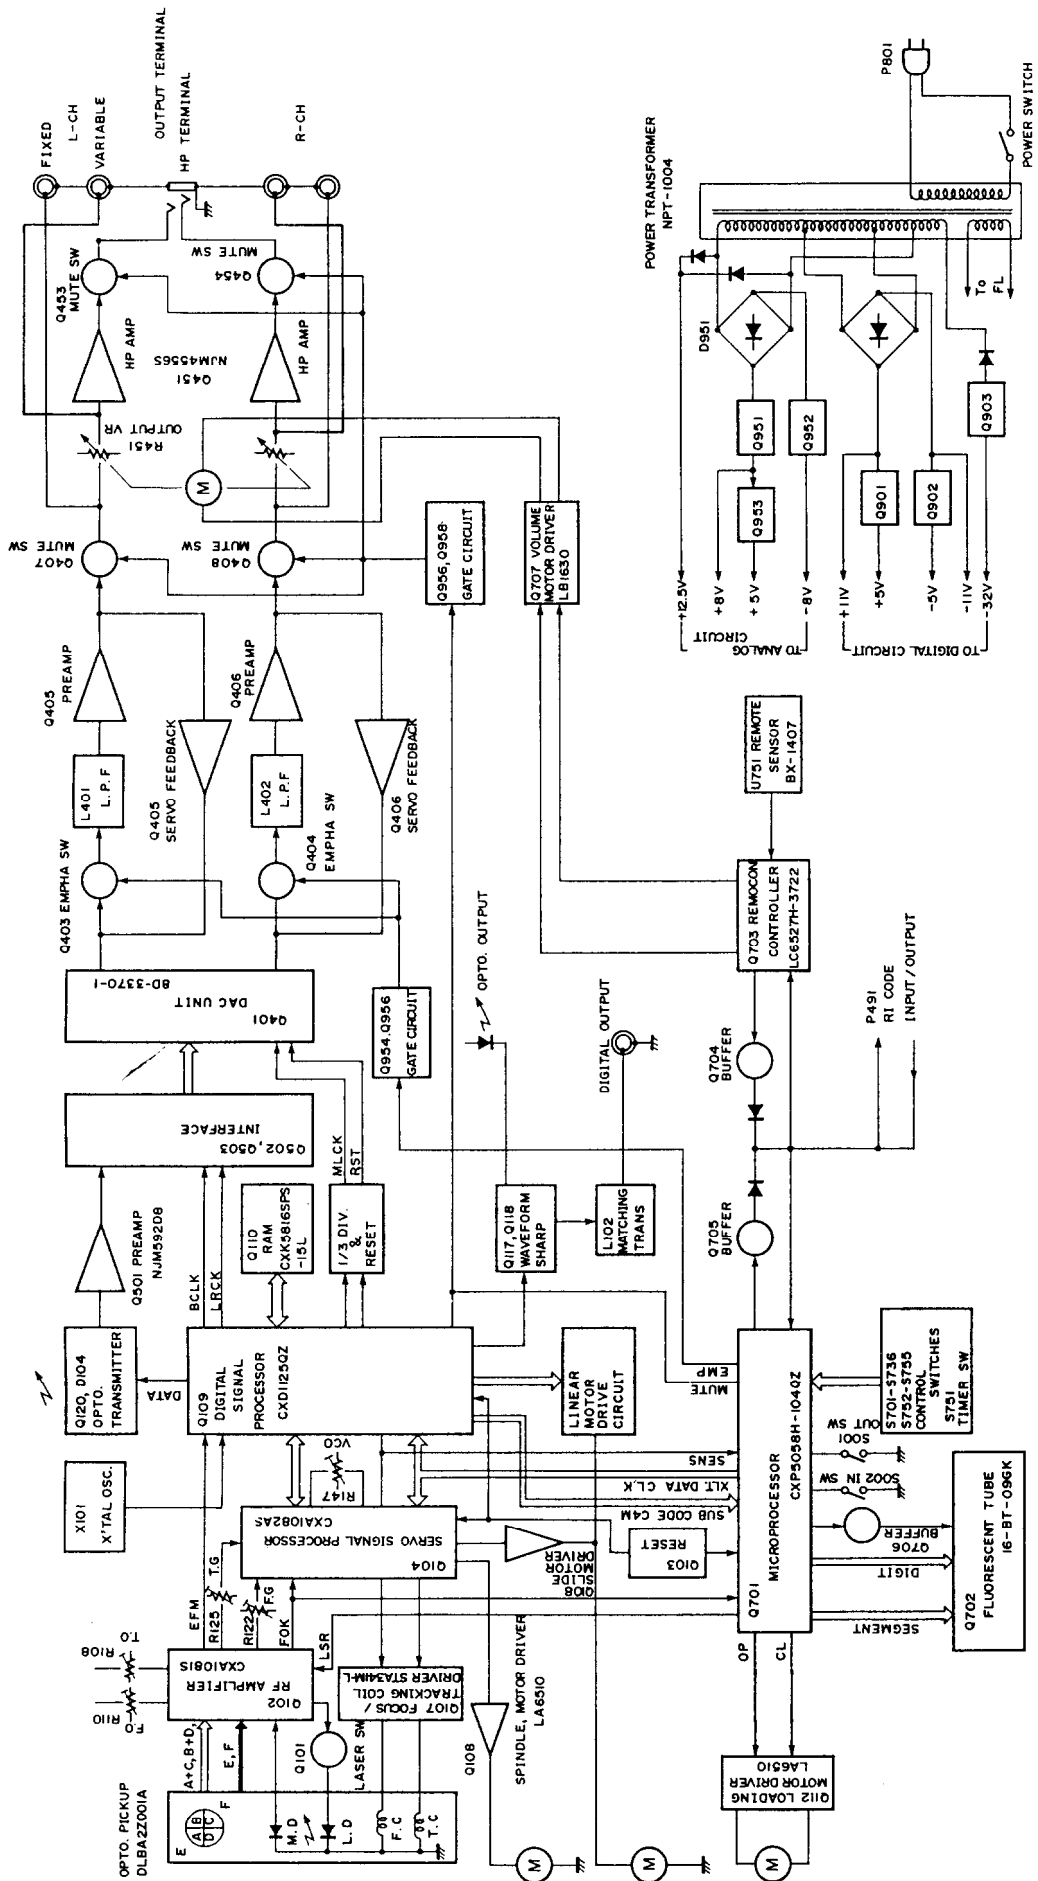 OPTO. PICKUP
DLBA2Z001A
E
A B
D C
F
A+C, B+D,
E, F
M.D
L.D
F.C
T.C
F.O
R110
T.O
R108
RF AMPLIFIER
CXA1081S
Q102
Q101
LASER SW
LSR
Q107 FOCUS /
TRACKING COIL
DRIVER STA341M-L
Q108
SPINDLE, MOTOR DRIVER
LA6510
M
M
M
Q112 LOADING
MOTOR DRIVER
LA6510
OP
CL
X101
X'TAL OSC.
EFM
R125
T.G
R122
F.G
FOK
SERVO SIGNAL PROCESSOR
CXA1082AS
Q104
R147
VCO
Q108
SLIDE
MOTOR
DRIVER
Q103
RESET
SUB CODE C4M
XLT. DATA CL,K
SENS
MUTE
EMP
Q120, D104
OPTO.
TRANSMITTER
DATA
Q109
DIGITAL
SIGNAL
PROCESSOR
CXD1125QZ
LINEAR
MOTOR
DRIVE
CIRCUIT
Q501 PREAMP
NJM592D8
BCLK
LRCK
Q110
RAM
CXK5816SPS
-15L
1/3 DIV.
&
RESET
MLCK
RST
Q117, Q118
WAVEFORM
SHARP
L102
MATCHING
TRANS
OPTO. OUTPUT
DIGITAL OUTPUT
INTERFACE
Q502, Q503
8D-3370-1
DAC UNIT
Q401
Q954, Q956
GATE CIRCUIT
Q403 EMPHA SW
Q404
EMPHA SW
L401
L.P.F
L402
L.P.F
Q405
PREAMP
Q405
SERVO FEEDBACK
Q406
PREAMP
Q406
SERVO FEEDBACK
Q407
MUTE SW
Q408
MUTE SW
Q956, Q958
GATE CIRCUIT
R451
OUTPUT VR
M
HP AMP
Q451
NJM4556S
HP AMP
Q453
MUTE SW
Q454
MUTE SW
FIXED
L-CH
VARIABLE
OUTPUT TERMINAL
HP TERMINAL
R-CH
Q707 VOLUME
MOTOR DRIVER
LB1630
Q701
MICROPROCESSOR
CXP5058H-104QZ
Q705
BUFFER
Q704
BUFFER
Q703 REMOCON
CONTROLLER
LC6527H-3722
U751 REMOTE
SENSOR
BX-1407
P491
RI CODE
INPUT/OUTPUT
S701-S736
S752-S755
CONTROL
SWITCHES
S751
TIMER SW
S001
OUT SW
S002 IN SW
Q706
BUFFER
DIGIT
SEGMENT
Q702
FLUORESCENT TUBE
16-BT-09GK
POWER TRANSFORMER
NPT-1004
P801
POWER SWITCH
To
FL
D951
Q951
Q952
Q953
Q901
Q902
Q903
+12.5V
+8V
+5V
-8V
TO ANALOG
CIRCUIT
+11V
+5V
-5V
-11V
-32V
TO DIGITAL CIRCUIT